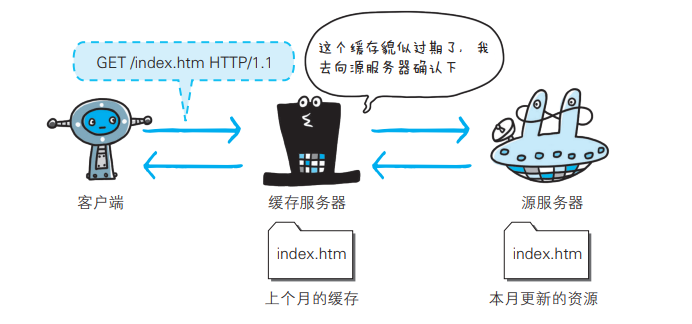 GET /index.htm HTTP/1.1
这个缓存貌似过期了，我
去向源服务器确认下
客户端
缓存服务器
源服务器
index.htm
index.htm
上个月的缓存
本月更新的资源